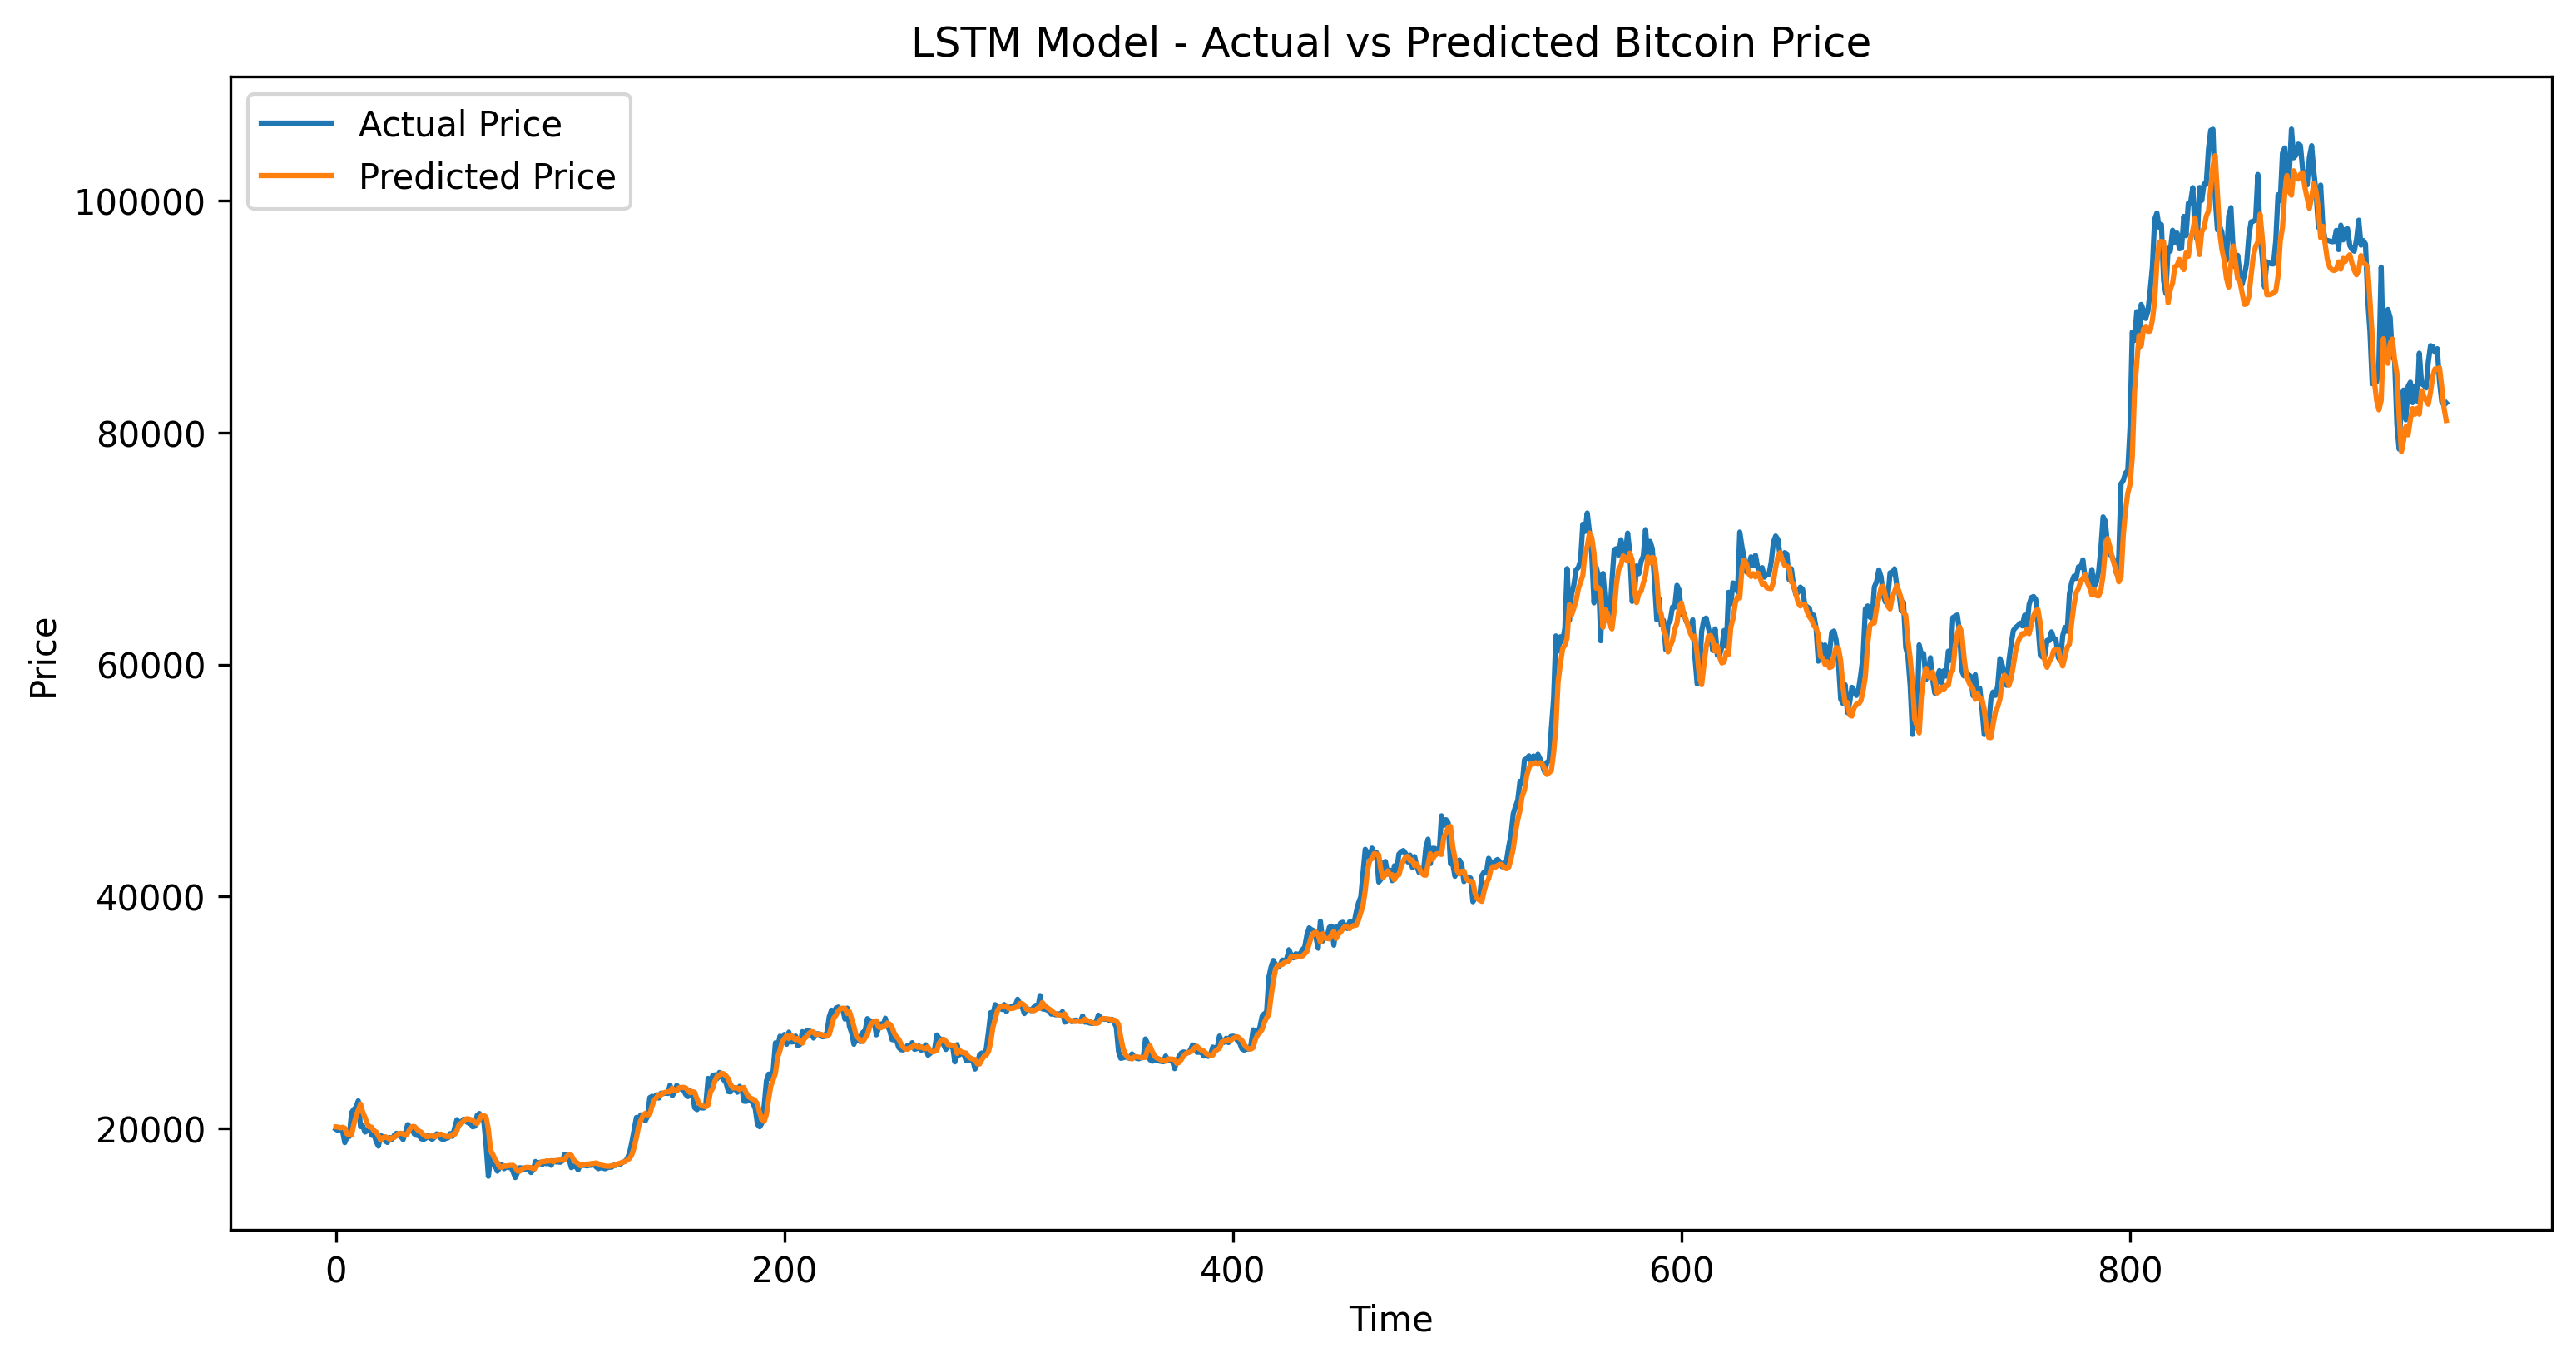 LSTM Model - Actual vs Predicted Bitcoin Price
Actual Price
Predicted Price
100000
80000
60000
40000
20000
Price
0
200
400
600
800
Time